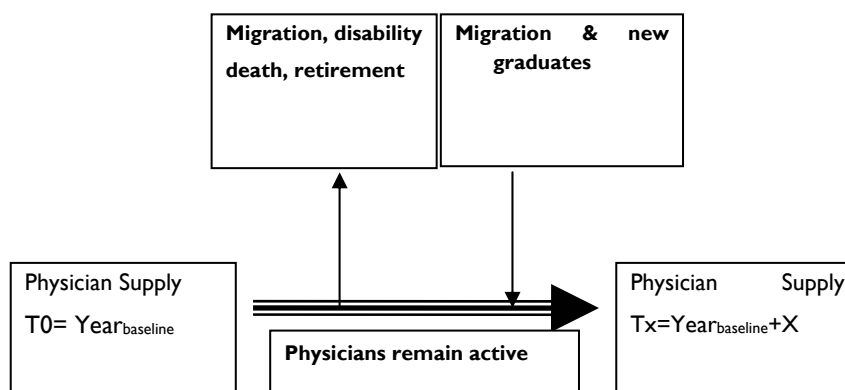 Migration, disability
death, retirement
Migration & new
graduates
Physician Supply
T0= Yearbaseline
Physicians remain active
Physician Supply
Tx=Yearbaseline+X